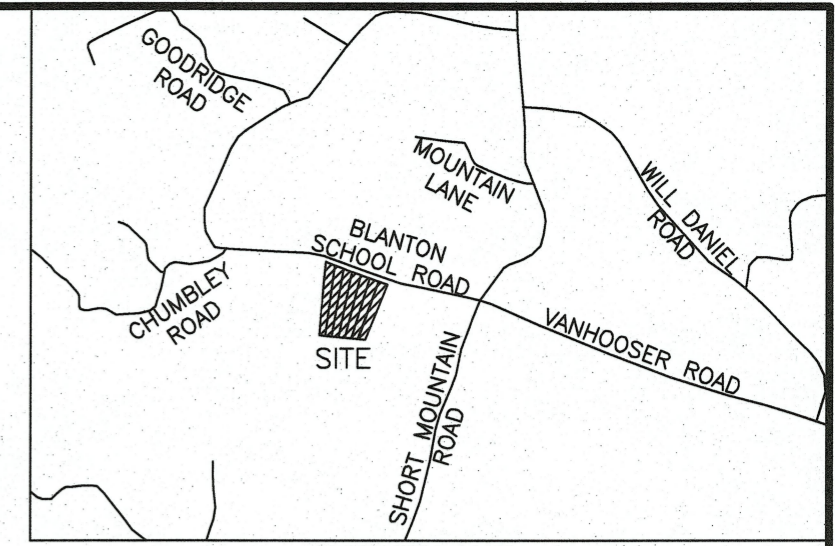 GOODRIDGE
ROAD
MOUNTAIN
LANE
WILL DANIEL
ROAD
BLANTON
SCHOOL ROAD
CHUMBLEY
ROAD
SITE
VANHOOSER ROAD
SHORT MOUNTAIN
ROAD